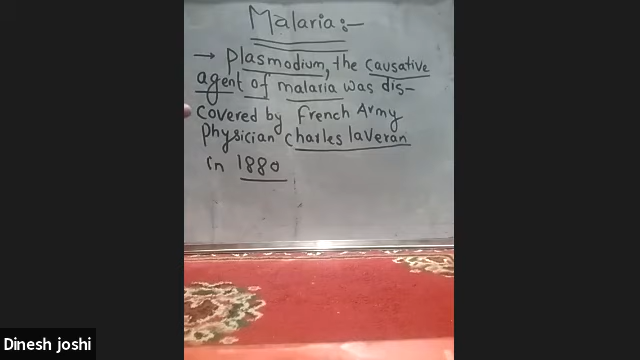 Malaria:-
→ Plasmodium, the causative
agent of malaria was dis-
covered by French Army
Physician Charles laveran
in 1880
Dinesh joshi